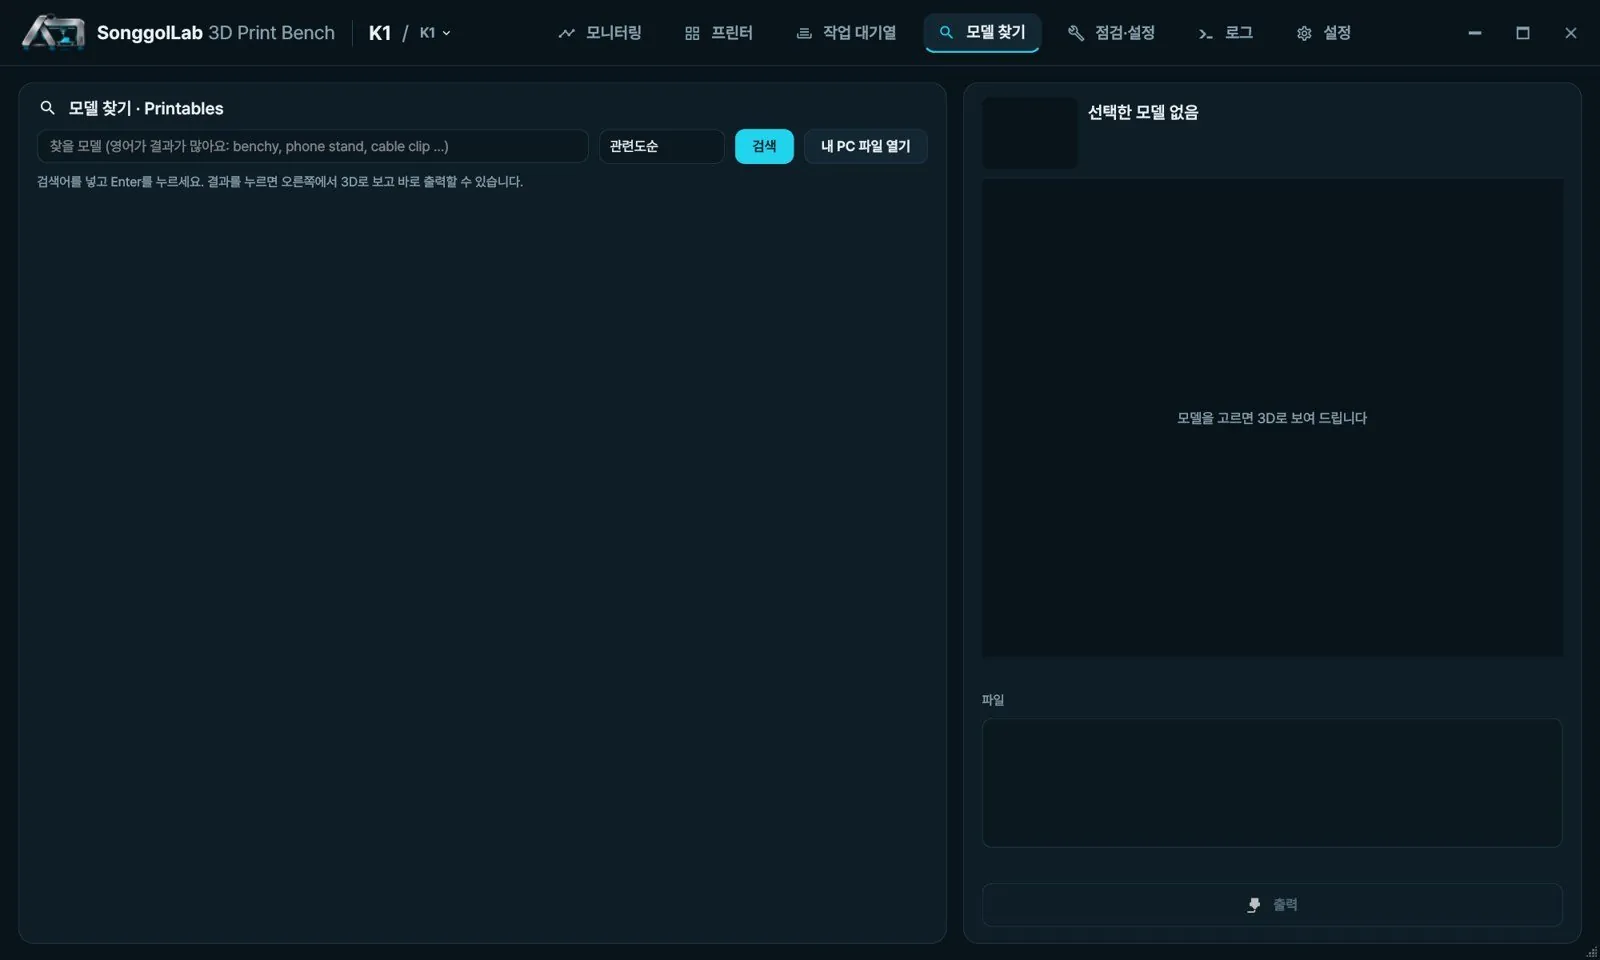 SonggolLab 3D Print Bench
K1 / K1
모니터링
프린터
작업 대기열
모델 찾기
점검·설정
로그
설정
모델 찾기 · Printables
찾을 모델 (영어가 결과가 많아요: benchy, phone stand, cable clip ...)
관련도순
검색
내 PC 파일 열기
검색어를 넣고 Enter를 누르세요. 결과를 누르면 오른쪽에서 3D로 보고 바로 출력할 수 있습니다.
선택한 모델 없음
모델을 고르면 3D로 보여 드립니다
파일
출력